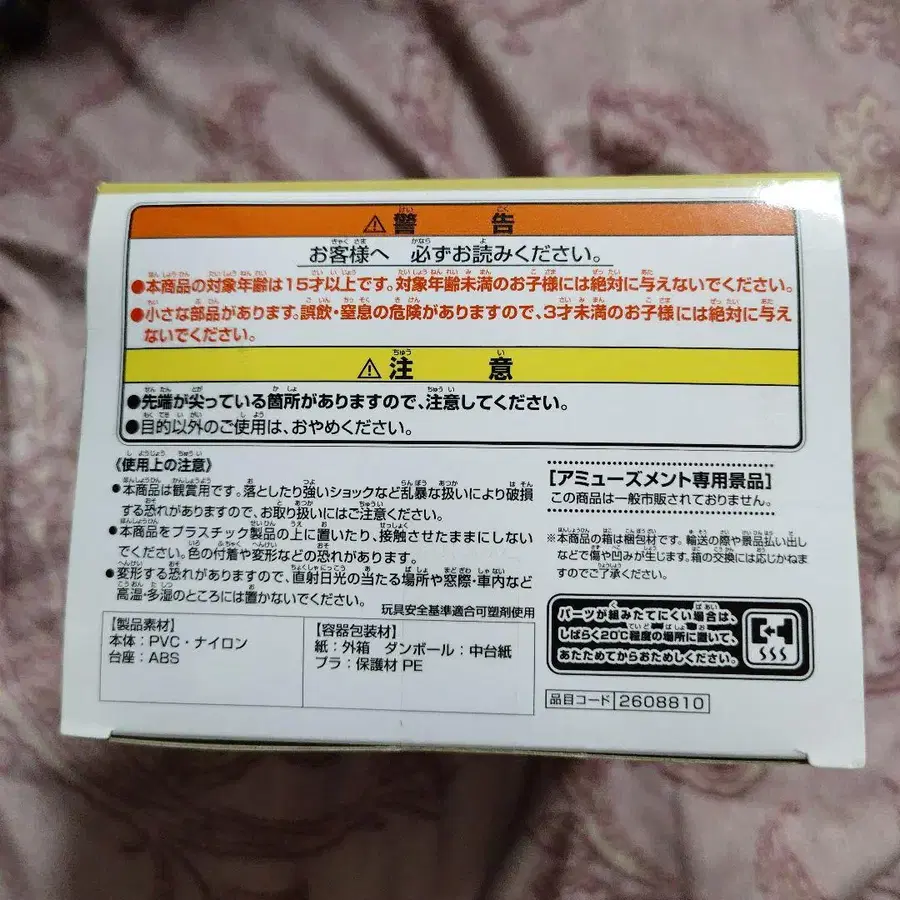 ⚠警告
お客様へ 必ずお読みください。
●本商品の対象年齢は15才以上です。対象年齢未満のお子様には絶対に与えないでください。
●小さな部品があります。誤飲・窒息の危険がありますので、3才未満のお子様には絶対に与え
ないでください。
⚠注意
●先端が尖っている箇所がありますので、注意してください。
●目的以外のご使用は、おやめください。
《使用上の注意》
●本商品は観賞用です。落としたり強いショックなど乱暴な扱いにより破損
する恐れがありますので、お取り扱いにはご注意ください。
●本商品をプラスチック製品の上に置いたり、接触させたままにしない
でください。色の付着や変形などの恐れがあります。
●変形する恐れがありますので、直射日光の当たる場所や窓際・車内など
高温・多湿のところには置かないでください。
玩具安全基準適合可塑剤使用
【製品素材】
本体:PVC・ナイロン
台座:ABS
【容器包装材】
紙:外箱 ダンボール:中台紙
プラ:保護材 PE
[アミューズメント専用景品]
この商品は一般市販されておりません。
※本商品の箱は梱包材です。輸送の際や景品払い出し
などで傷や凹みが生じます。箱の交換には応じかねま
すのでご了承ください。
パーツが組みたてにくい場合は、
しばらく20℃程度の場所に置いて、
あたためてからおためしください。
品目コード 2608810